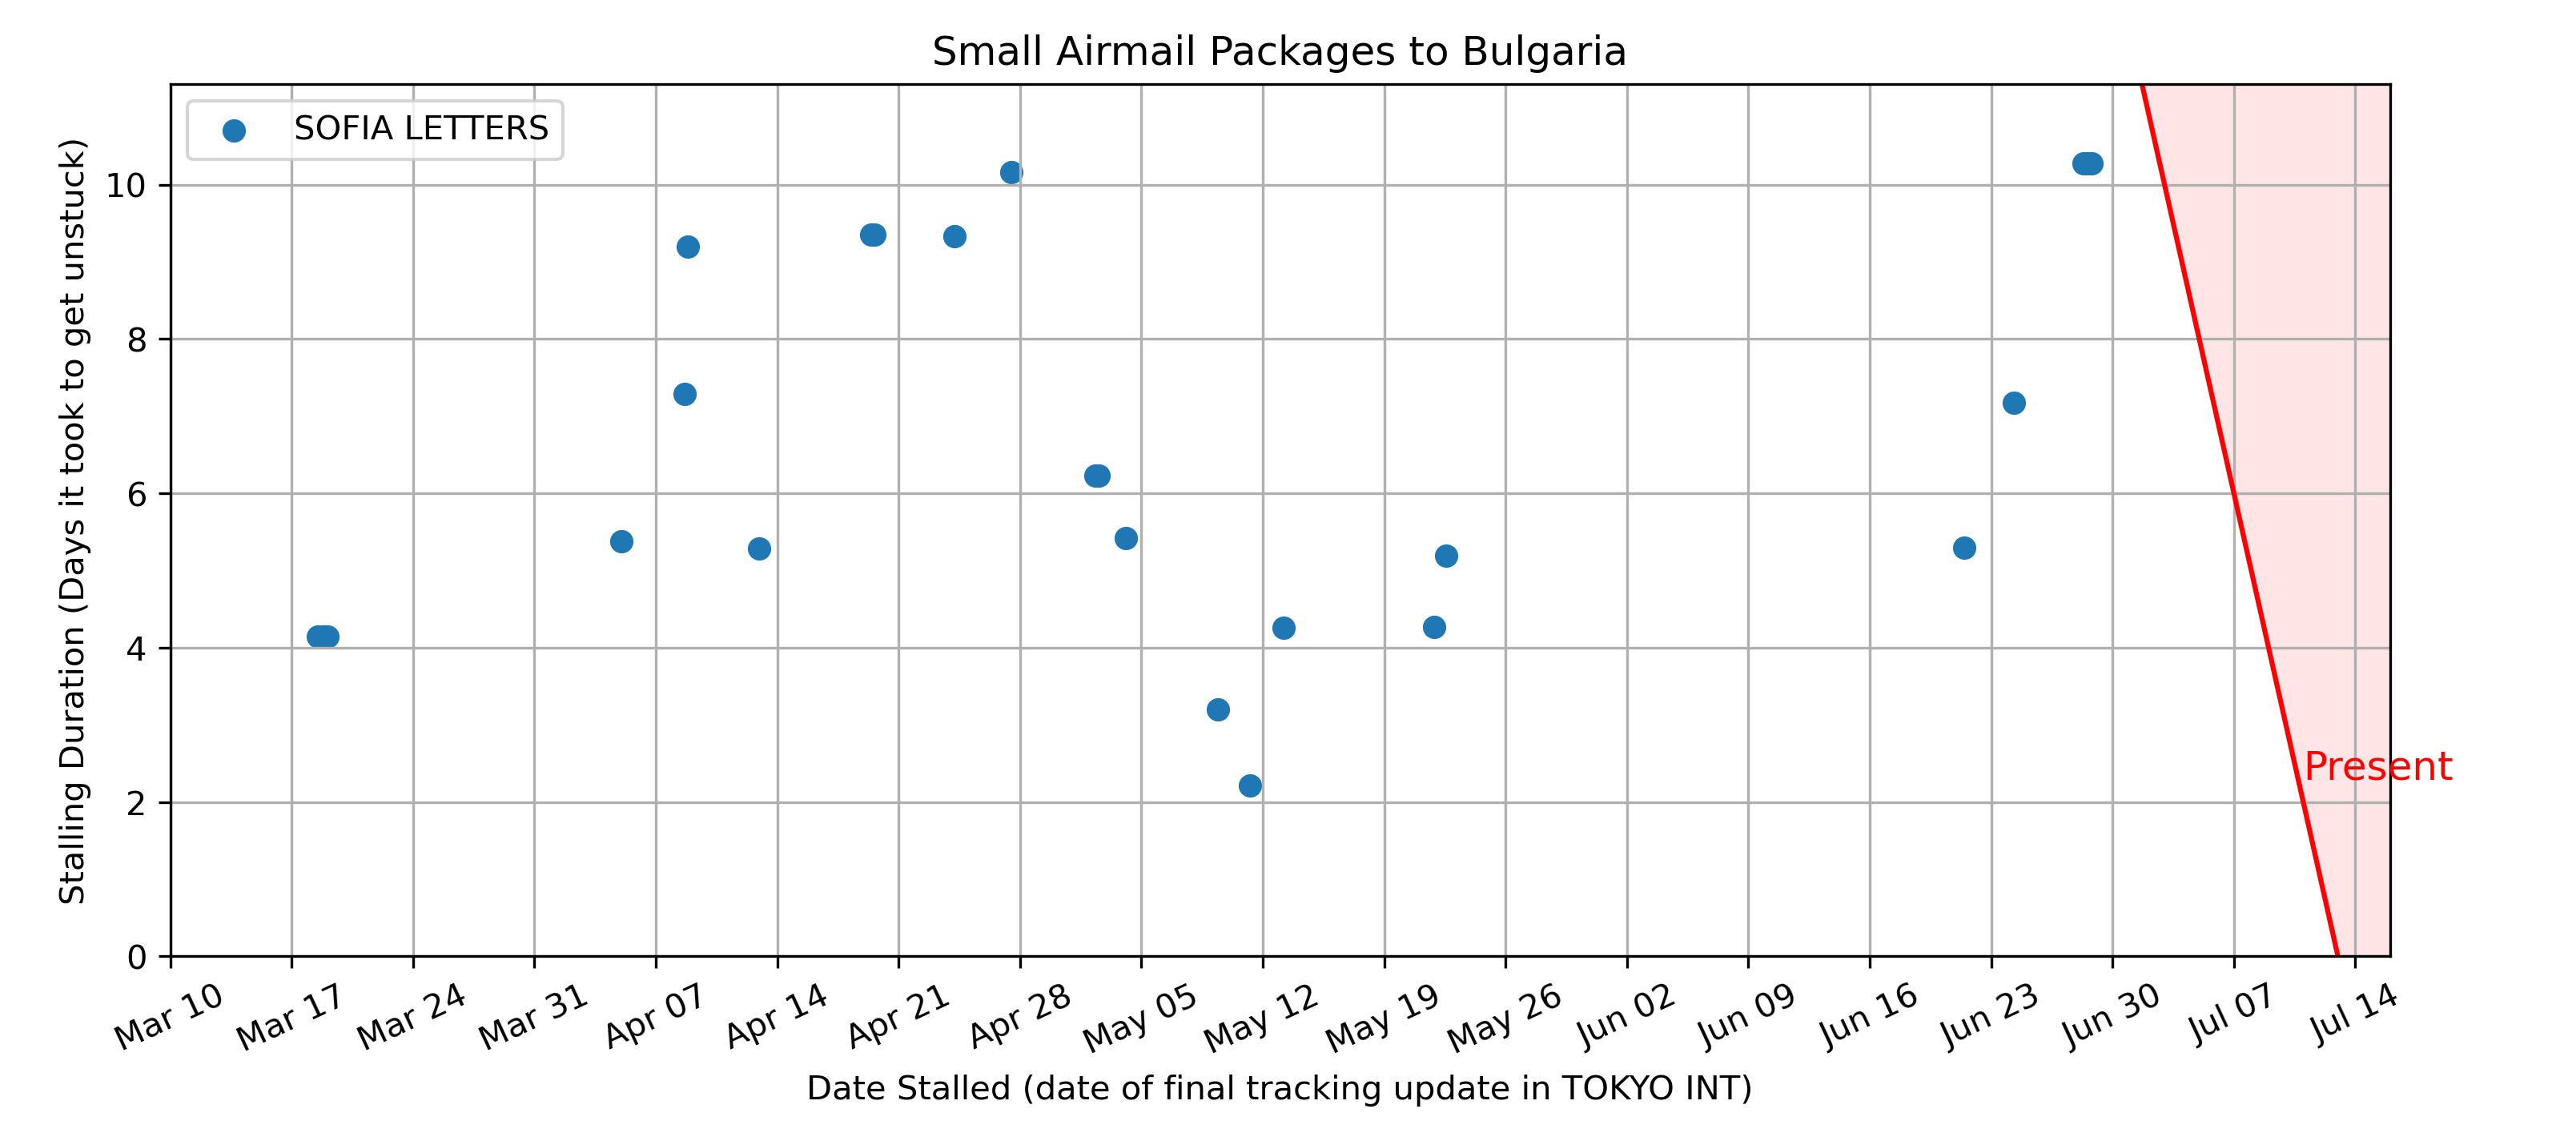 Small Airmail Packages to Bulgaria
SOFIA LETTERS
Stalling Duration (Days it took to get unstuck)
10
8
6
4
2
0
Present
Mar 10
Mar 17
Mar 24
Mar 31
Apr 07
Apr 14
Apr 21
Apr 28
May 05
May 12
May 19
May 26
Jun 02
Jun 09
Jun 16
Jun 23
Jun 30
Jul 07
Jul 14
Date Stalled (date of final tracking update in TOKYO INT)